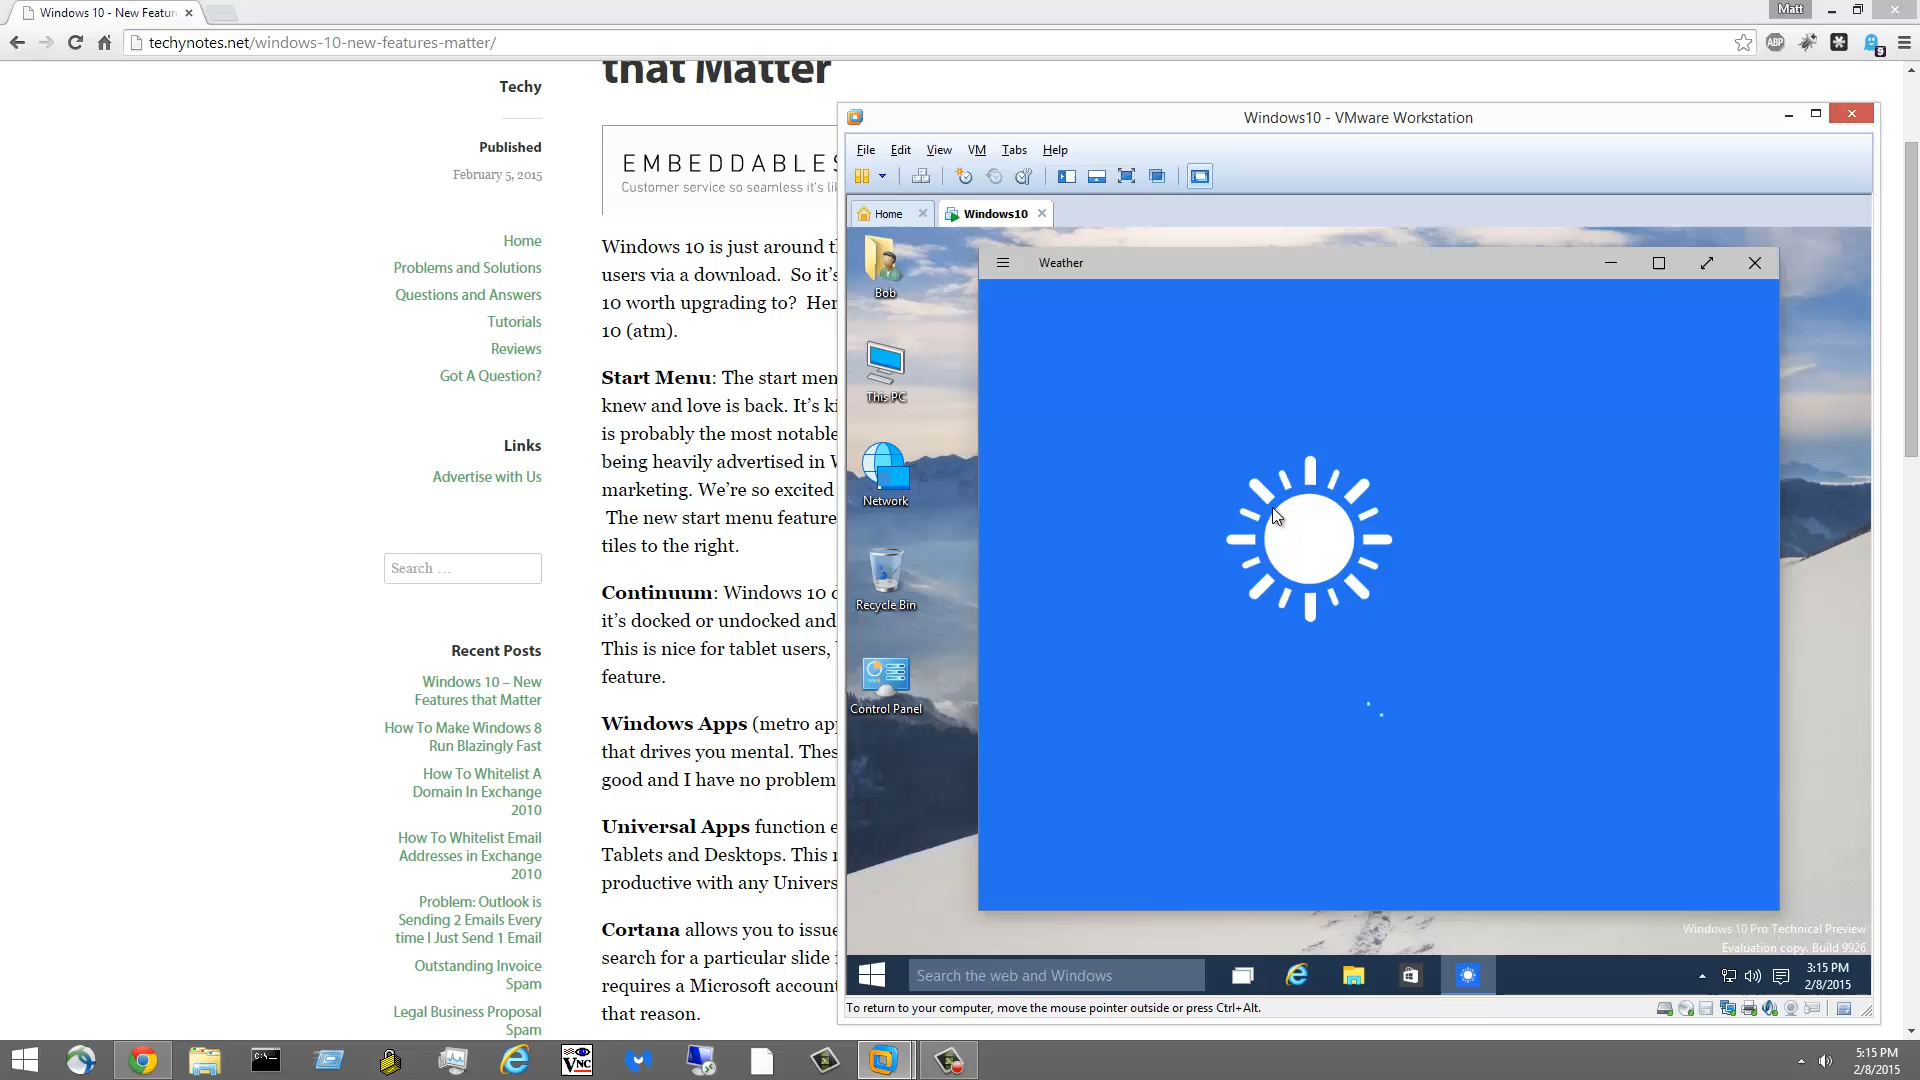 Windows 10 - New Featur
Matt
techynotes.net/windows-10-new-features-matter/
ABP
9
that Matter
Techy
Published
February 5, 2015
Home
Problems and Solutions
Questions and Answers
Tutorials
Reviews
Got A Question?
Links
Advertise with Us
Search …
Recent Posts
Windows 10 – New
Features that Matter
How To Make Windows 8
Run Blazingly Fast
How To Whitelist A
Domain In Exchange
2010
How To Whitelist Email
Addresses in Exchange
2010
Problem: Outlook is
Sending 2 Emails Every
time I Just Send 1 Email
Outstanding Invoice
Spam
Legal Business Proposal
Spam
EMBEDDABLES
Customer service so seamless it's li
Windows 10 is just around t
users via a download.  So it's
10 worth upgrading to?  Her
10 (atm).
Start Menu: The start men
knew and love is back. It's ki
is probably the most notable
being heavily advertised in W
marketing. We're so excited
The new start menu feature
tiles to the right.
Continuum: Windows 10 d
it's docked or undocked and
This is nice for tablet users,
feature.
Windows Apps (metro app
that drives you mental. Thes
good and I have no problem
Universal Apps function e
Tablets and Desktops. This
productive with any Univers
Cortana allows you to issue
search for a particular slide
requires a Microsoft account
that reason.
Windows10 - VMware Workstation
File Edit View VM Tabs Help
Home
Windows10
Bob
This PC
Network
Recycle Bin
Control Panel
Weather
Windows 10 Pro Technical Preview
Evaluation copy. Build 9926
Search the web and Windows
3:15 PM
2/8/2015
To return to your computer, move the mouse pointer outside or press Ctrl+Alt.
VNC
5:15 PM
2/8/2015